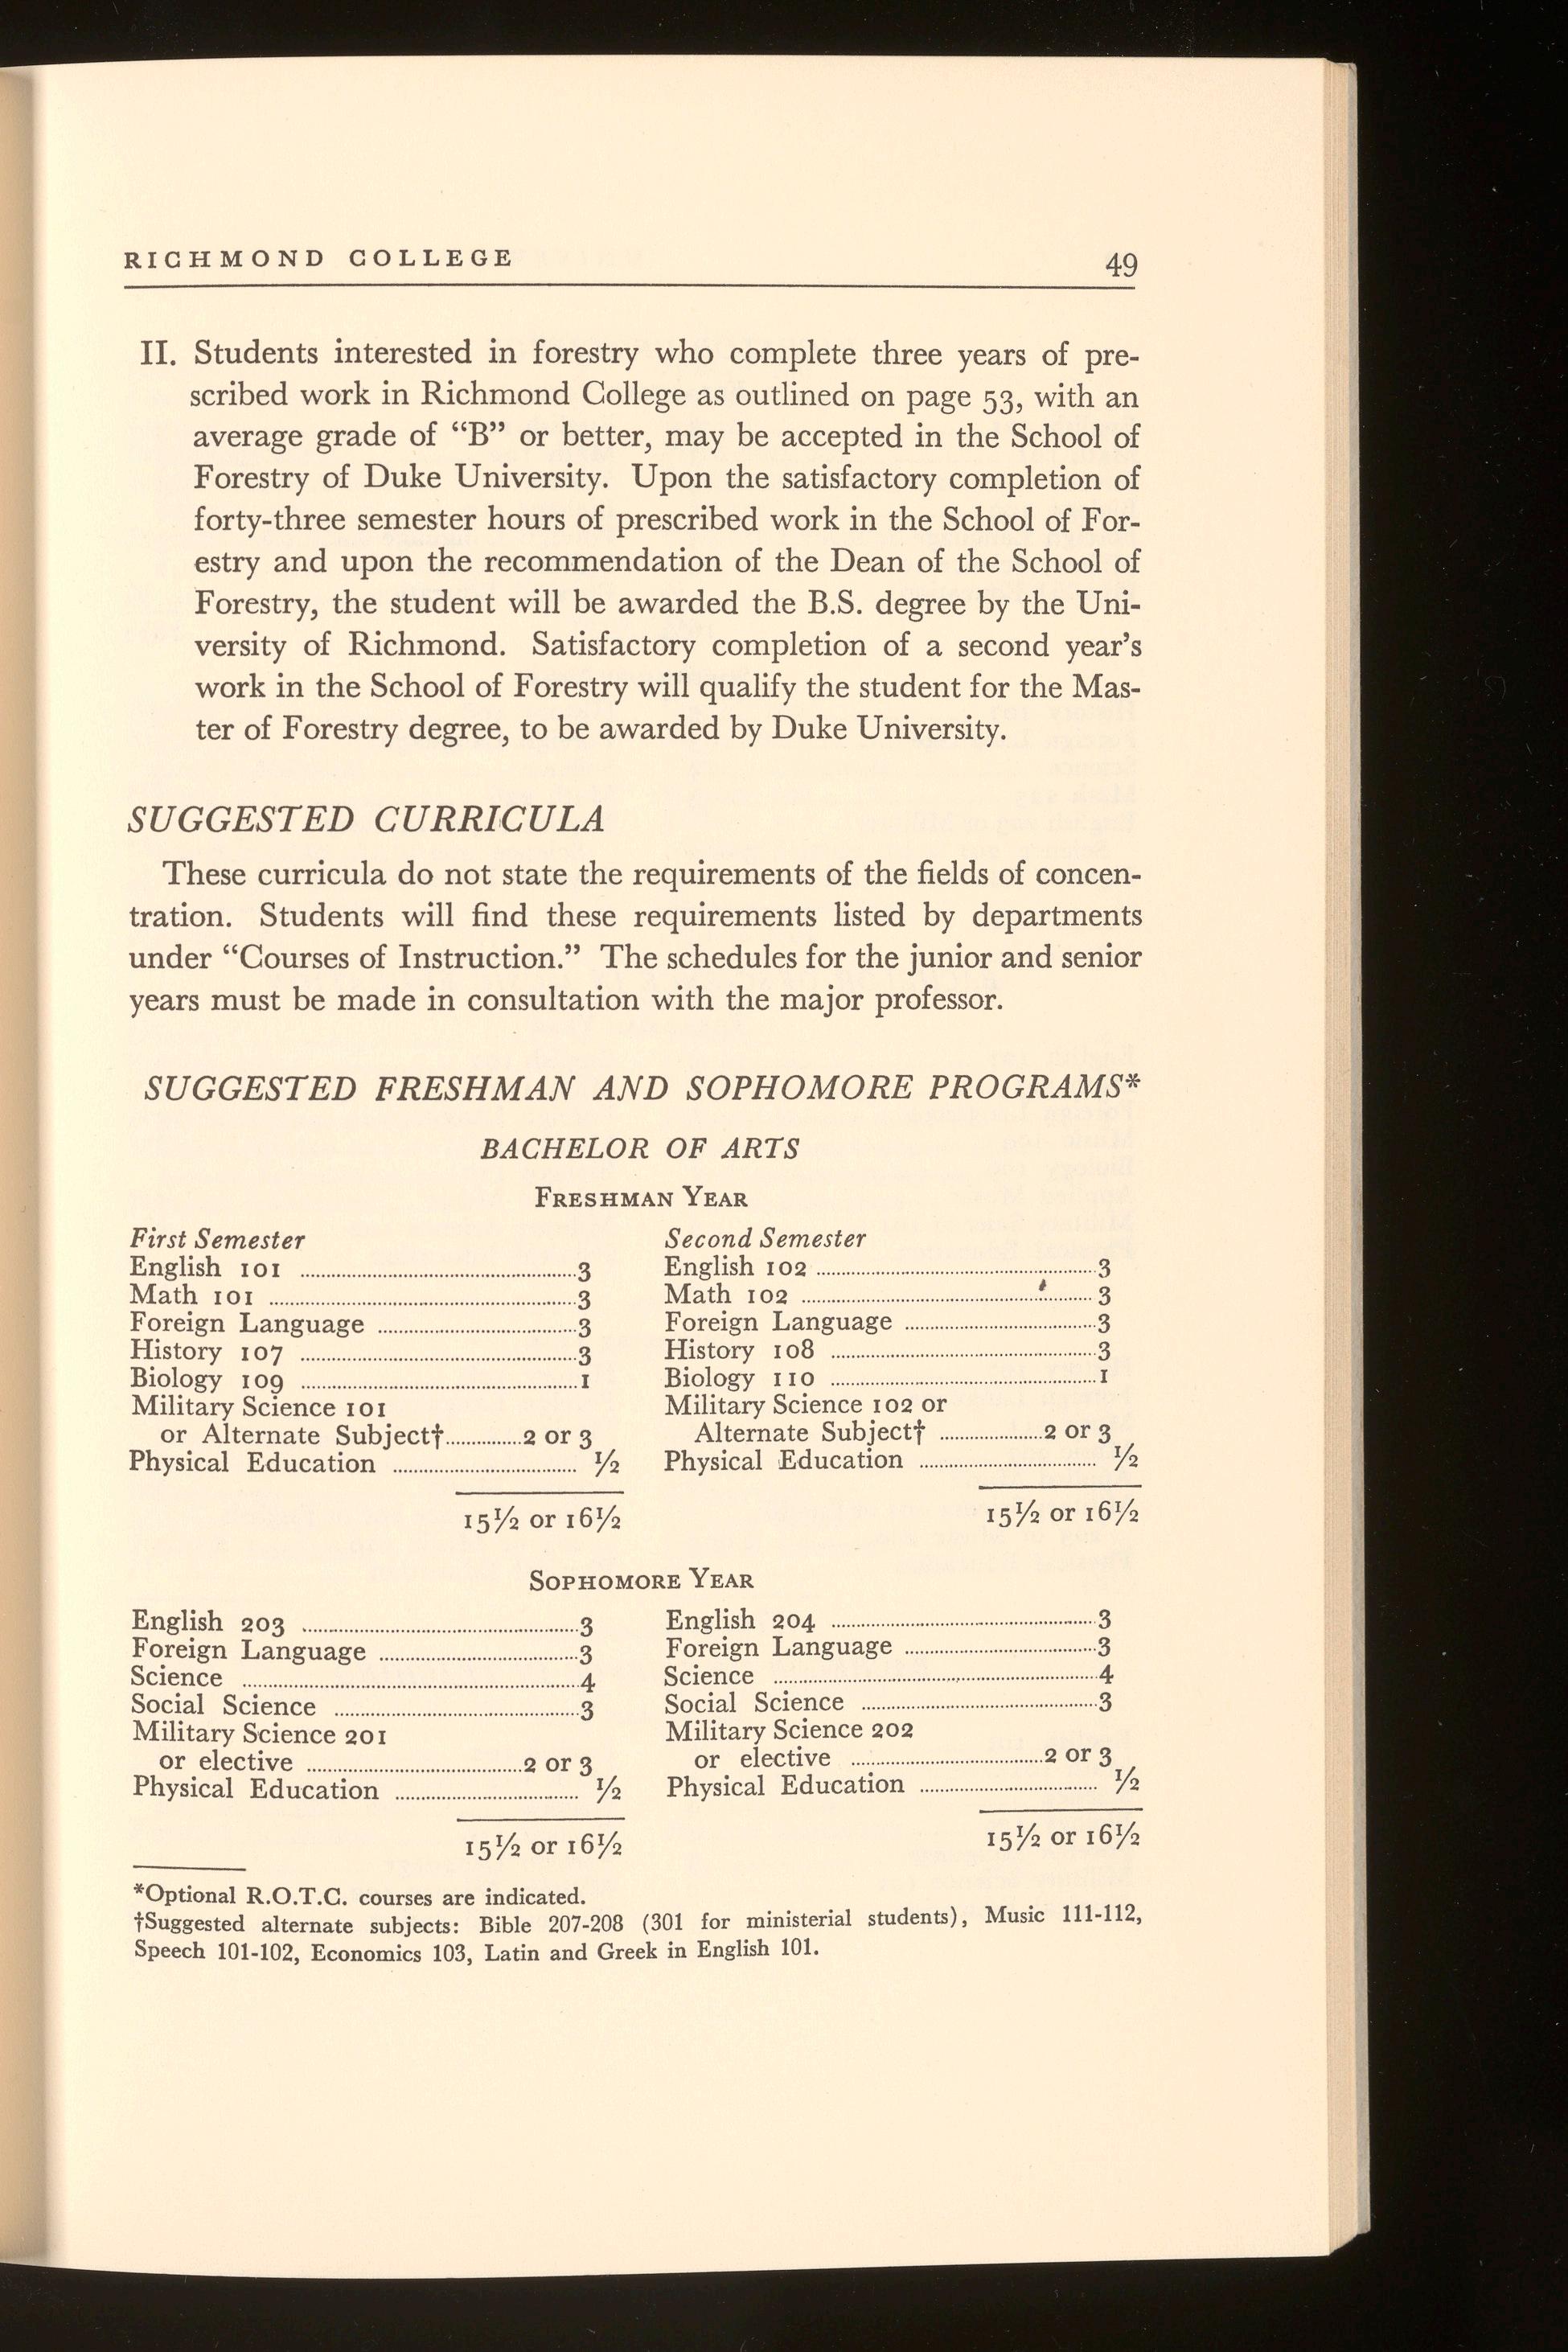 RICHMOND COLLEGE 49
II. Students interested in forestry who complete three years of pre-
scribed work in Richmond College as outlined on page 53, with an
average grade of “B” or better, may be accepted in the School of
Forestry of Duke University. Upon the satisfactory completion of
forty-three semester hours of prescribed work in the School of For-
estry and upon the recommendation of the Dean of the School of
Forestry, the student will be awarded the B.S. degree by the Uni-
versity of Richmond. Satisfactory completion of a second year’s
work in the School of Forestry will qualify the student for the Mas-
ter of Forestry degree, to be awarded by Duke University.
SUGGESTED CURRICULA
These curricula do not state the requirements of the fields of concen-
tration. Students will find these requirements listed by departments
under “Courses of Instruction.” The schedules for the junior and senior
years must be made in consultation with the major professor.
SUGGESTED FRESHMAN AND SOPHOMORE PROGRAMS*
BACHELOR OF ARTS
FRESHMAN YEAR
First Semester
English 101 ........ 3
Math 101 ........ 3
Foreign Language ........ 3
History 107 ........ 3
Biology 109 ........ 1
Military Science 101
or Alternate Subject† ........ 2 or 3
Physical Education ........ ½
15½ or 16½
Second Semester
English 102 ........ 3
Math 102 ........ 3
Foreign Language ........ 3
History 108 ........ 3
Biology 110 ........ 1
Military Science 102 or
Alternate Subject† ........ 2 or 3
Physical Education ........ ½
15½ or 16½
SOPHOMORE YEAR
English 203 ........ 3
Foreign Language ........ 3
Science ........ 4
Social Science ........ 3
Military Science 201
or elective ........ 2 or 3
Physical Education ........ ½
15½ or 16½
English 204 ........ 3
Foreign Language ........ 3
Science ........ 4
Social Science ........ 3
Military Science 202
or elective ........ 2 or 3
Physical Education ........ ½
15½ or 16½
*Optional R.O.T.C. courses are indicated.
†Suggested alternate subjects: Bible 207-208 (301 for ministerial students), Music 111-112,
Speech 101-102, Economics 103, Latin and Greek in English 101.